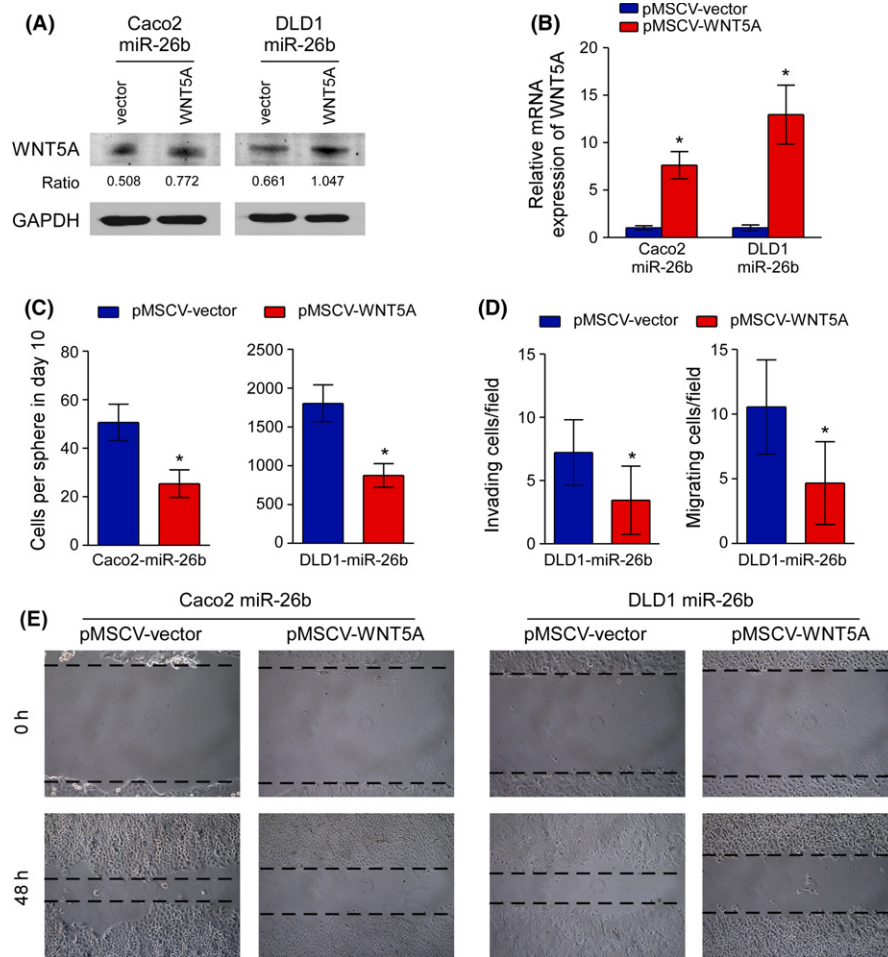 (A)
Caco2
miR-26b
DLD1
miR-26b
vector
WNT5A
vector
WNT5A
WNT5A
Ratio
0.508 0.772 0.661 1.047
GAPDH
(B)
pMSCV-vector
pMSCV-WNT5A
Relative mRNA
expression of WNT5A
20
15
10
5
0
*
*
Caco2
miR-26b
DLD1
miR-26b
(C)
pMSCV-vector pMSCV-WNT5A
Cells per sphere in day 10
80
60
40
20
0
*
Caco2-miR-26b
2500
2000
1500
1000
500
0
*
DLD1-miR-26b
(D)
pMSCV-vector pMSCV-WNT5A
Invading cells/field
15
10
5
0
*
DLD1-miR-26b
Migrating cells/field
15
10
5
0
*
DLD1-miR-26b
(E)
Caco2 miR-26b DLD1 miR-26b
pMSCV-vector pMSCV-WNT5A pMSCV-vector pMSCV-WNT5A
0 h
48 h